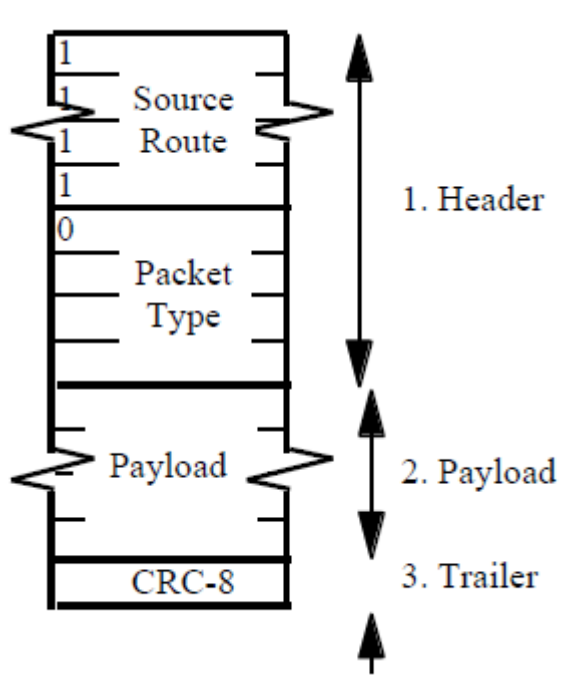 1
1
Source
1
Route
1
1. Header
0
Packet
Type
Payload
2. Payload
CRC-8
3. Trailer